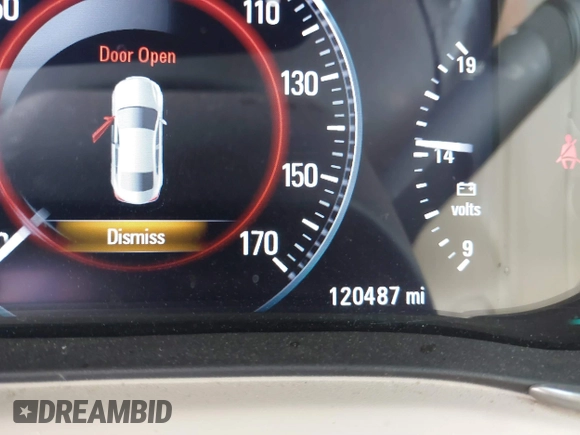 110
Door Open
130
19
14
150
volts
Dismiss
170
9
120487 mi
DREAMBID